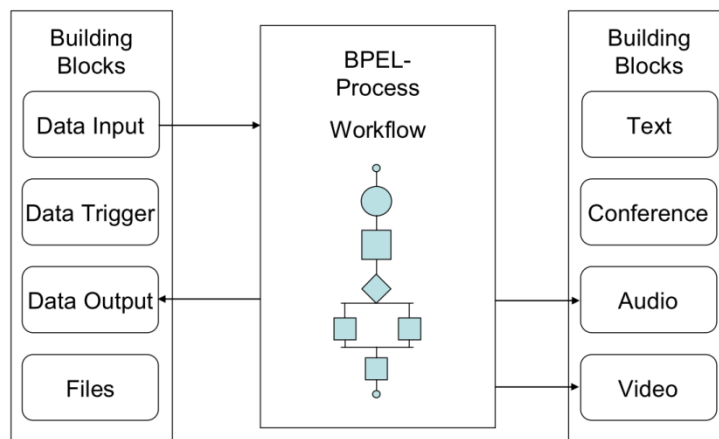 Building
Blocks
Data Input
Data Trigger
Data Output
Files
BPEL-
Process
Workflow
Building
Blocks
Text
Conference
Audio
Video